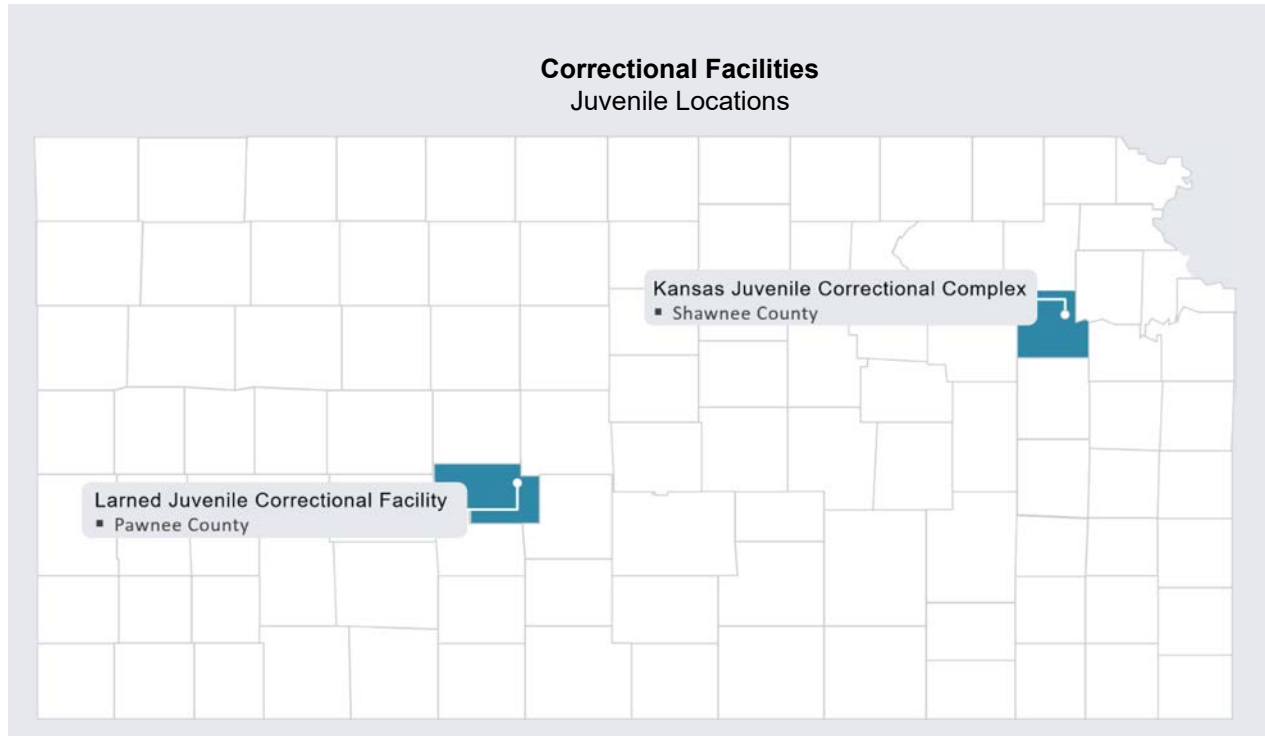 Correctional Facilities
Juvenile Locations
Kansas Juvenile Correctional Complex
▪ Shawnee County
Larned Juvenile Correctional Facility
▪ Pawnee County